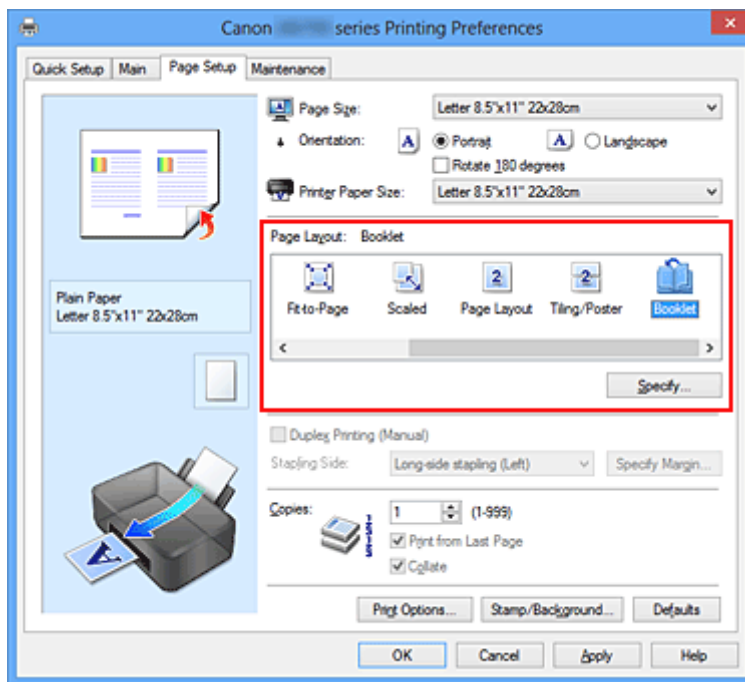 Canon series Printing Preferences
Quick Setup Main Page Setup Maintenance
Page Size: Letter 8.5"x11" 22x28cm
Orientation: A Portrait A Landscape
Rotate 180 degrees
Printer Paper Size: Letter 8.5"x11" 22x28cm
Page Layout: Booklet
Fit-to-Page Scaled Page Layout Tiling/Poster Booklet
Specify...
Plain Paper
Letter 8.5"x11" 22x28cm
Duplex Printing (Manual)
Stapling Side: Long-side stapling (Left) Specify Margin...
Copies: 1 (1-999)
Print from Last Page
Collate
Print Options... Stamp/Background... Defaults
OK Cancel Apply Help